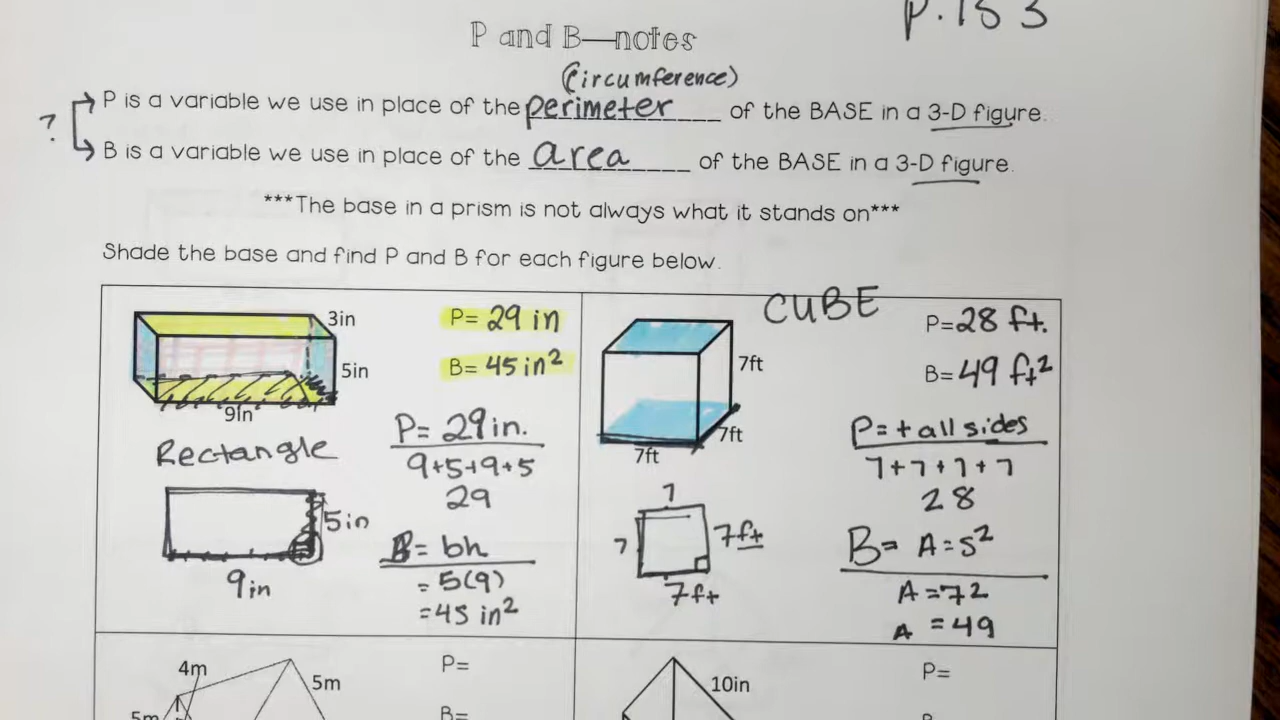 p. 153
P and B—notes
(Circumference)
P is a variable we use in place of the perimeter of the BASE in a 3-D figure.
?
B is a variable we use in place of the area of the BASE in a 3-D figure.
***The base in a prism is not always what it stands on***
Shade the base and find P and B for each figure below.
3in
5in
9in
P= 29 in
B= 45 in²
Rectangle
5in
9in
P= 29in.
9+5+9+5
29
B= bh
= 5(9)
=45 in²
CUBE
7ft
7ft
7ft
P=28 ft.
B=49 ft²
7
7
7ft
7ft
P=+all sides
7+7+7+7
28
B= A=s²
A=72
A =49
4m
5m
5m
P=
B=
10in
P=